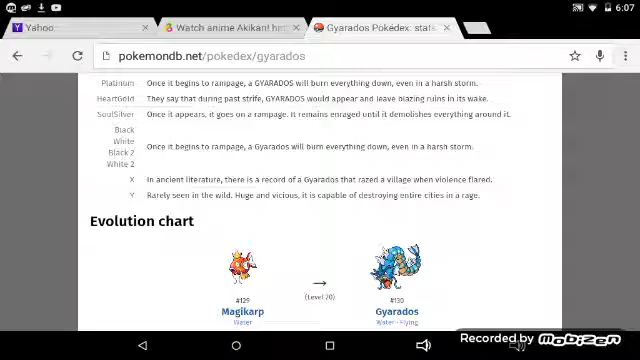 6:07
Yahoo
Watch anime Akikan! hint
Gyarados Pokédex: stats
pokemondb.net/pokedex/gyarados
Platinum Once it begins to rampage, a GYARADOS will burn everything down, even in a harsh storm.
HeartGold They say that during past strife, GYARADOS would appear and leave blazing ruins in its wake.
SoulSilver Once it appears, it goes on a rampage. It remains enraged until it demolishes everything around it.
Black
White
Black 2
White 2
Once it begins to rampage, a Gyarados will burn everything down, even in a harsh storm.
X In ancient literature, there is a record of a Gyarados that razed a village when violence flared.
Y Rarely seen in the wild. Huge and vicious, it is capable of destroying entire cities in a rage.
Evolution chart
→
(Level 20)
#129
Magikarp
Water
#130
Gyarados
Water · Flying
Recorded by Mobizen